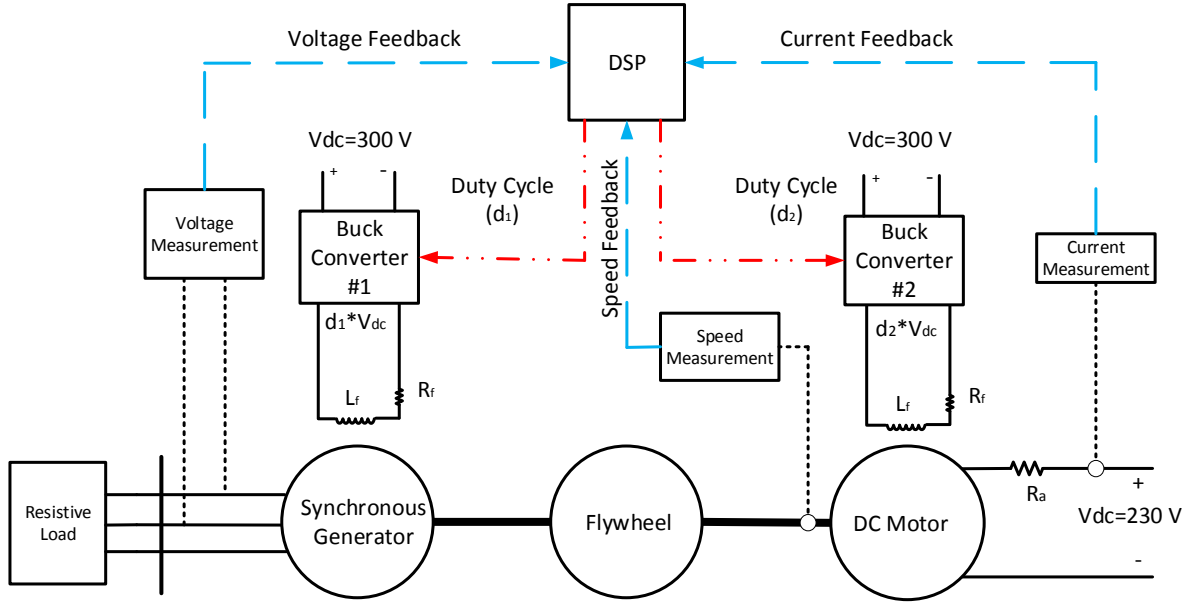 Voltage Feedback
DSP
Current Feedback
Vdc=300 V
+ -
Vdc=300 V
+ -
Duty Cycle
(d₁)
Speed Feedback
Duty Cycle
(d₂)
Voltage
Measurement
Buck
Converter
#1
Buck
Converter
#2
Current
Measurement
d₁*Vdc
d₂*Vdc
Speed
Measurement
Lf
Rf
Lf
Rf
Resistive
Load
Synchronous
Generator
Flywheel
DC Motor
Ra
+
Vdc=230 V
-